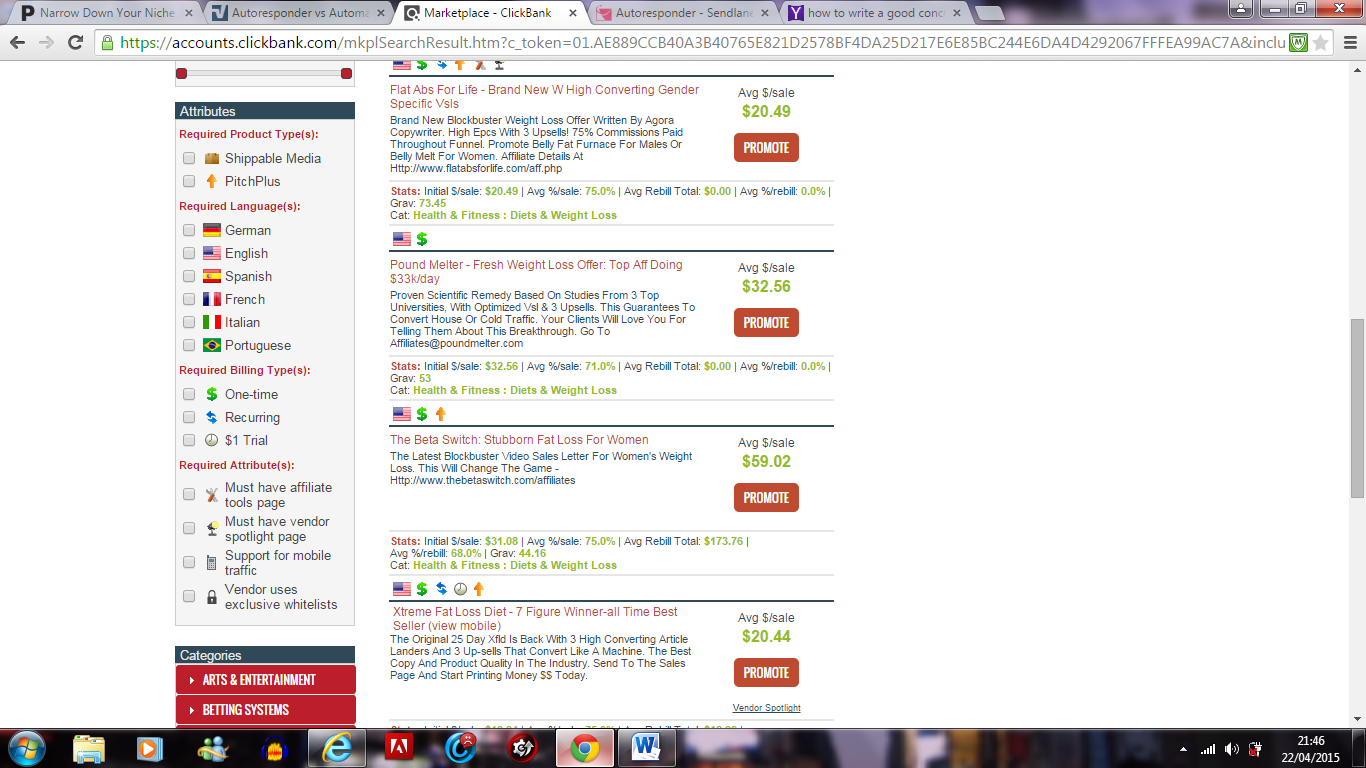 Narrow Down Your Niche
Autoresponder vs Automa
Marketplace - ClickBank
Autoresponder - Sendlane
how to write a good conc
https://accounts.clickbank.com/mkplSearchResult.htm?c_token=01.AE889CCB40A3B40765E821D2578BF4DA25D217E6E85BC244E6DA4D4292067FFFEA99AC7A&inclu
Attributes
Required Product Type(s):
Shippable Media
PitchPlus
Required Language(s):
German
English
Spanish
French
Italian
Portuguese
Required Billing Type(s):
One-time
Recurring
$1 Trial
Required Attribute(s):
Must have affiliate
tools page
Must have vendor
spotlight page
Support for mobile
traffic
Vendor uses
exclusive whitelists
Categories
ARTS & ENTERTAINMENT
BETTING SYSTEMS
Flat Abs For Life - Brand New W High Converting Gender
Specific Vsls
Brand New Blockbuster Weight Loss Offer Written By Agora
Copywriter. High Epcs With 3 Upsells! 75% Commissions Paid
Throughout Funnel. Promote Belly Fat Furnace For Males Or
Belly Melt For Women. Affiliate Details At
Http://www.flatabsforlife.com/aff.php
Avg $/sale
$20.49
PROMOTE
Stats: Initial $/sale: $20.49 | Avg %/sale: 75.0% | Avg Rebill Total: $0.00 | Avg %/rebill: 0.0% |
Grav: 73.45
Cat: Health & Fitness : Diets & Weight Loss
Pound Melter - Fresh Weight Loss Offer: Top Aff Doing
$33k/day
Proven Scientific Remedy Based On Studies From 3 Top
Universities, With Optimized Vsl & 3 Upsells. This Guarantees To
Convert House Or Cold Traffic. Your Clients Will Love You For
Telling Them About This Breakthrough. Go To
Affiliates@poundmelter.com
Avg $/sale
$32.56
PROMOTE
Stats: Initial $/sale: $32.56 | Avg %/sale: 71.0% | Avg Rebill Total: $0.00 | Avg %/rebill: 0.0% |
Grav: 53
Cat: Health & Fitness : Diets & Weight Loss
The Beta Switch: Stubborn Fat Loss For Women
The Latest Blockbuster Video Sales Letter For Women's Weight
Loss. This Will Change The Game -
Http://www.thebetaswitch.com/affiliates
Avg $/sale
$59.02
PROMOTE
Stats: Initial $/sale: $31.08 | Avg %/sale: 75.0% | Avg Rebill Total: $173.76 |
Avg %/rebill: 68.0% | Grav: 44.16
Cat: Health & Fitness : Diets & Weight Loss
Xtreme Fat Loss Diet - 7 Figure Winner-all Time Best
Seller (view mobile)
The Original 25 Day Xfld Is Back With 3 High Converting Article
Landers And 3 Up-sells That Convert Like A Machine. The Best
Copy And Product Quality In The Industry. Send To The Sales
Page And Start Printing Money $$ Today.
Avg $/sale
$20.44
PROMOTE
Vendor Spotlight
21:46
22/04/2015